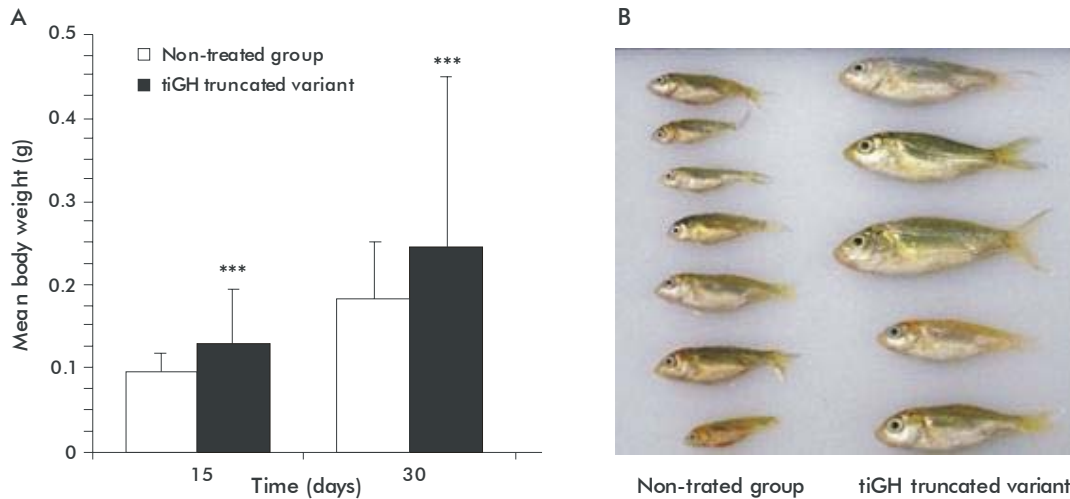 A
B
0.5
0.4
0.3
0.2
0.1
0
Mean body weight (g)
Non-treated group
tiGH truncated variant
***
***
15
30
Time (days)
Non-trated group
tiGH truncated variant